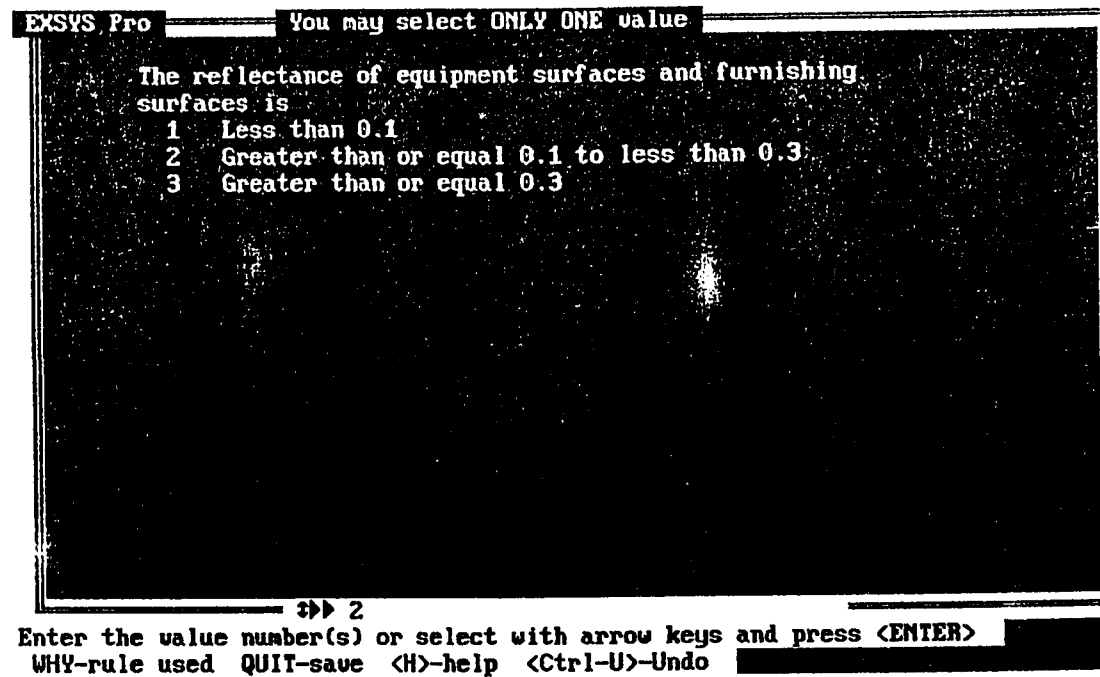 EXSYS Pro You may select ONLY ONE value
The reflectance of equipment surfaces and furnishing
surfaces is
1 Less than 0.1
2 Greater than or equal 0.1 to less than 0.3
3 Greater than or equal 0.3
2
Enter the value number(s) or select with arrow keys and press <ENTER>
WHY-rule used QUIT-save <H>-help <Ctrl-U>-Undo